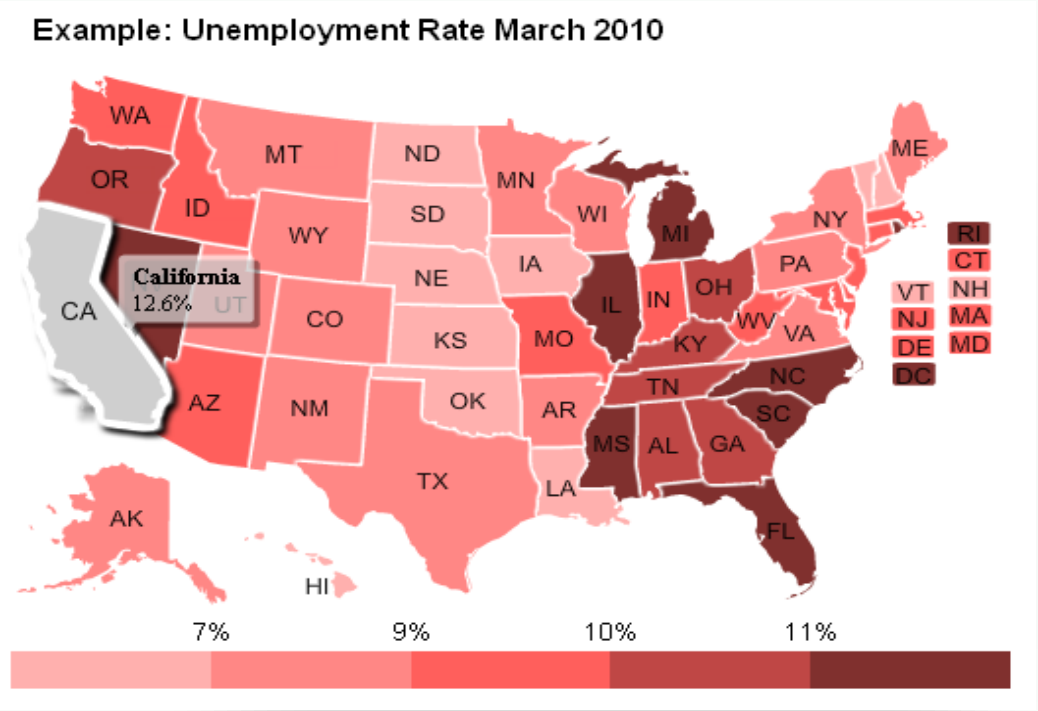 Example: Unemployment Rate March 2010
WA
MT
ND
MN
ME
OR
ID
WY
SD
WI
MI
NY
RI
CT
California
12.6%
UT
NE
IA
IL
IN
OH
PA
VT
NH
CA
CO
KS
MO
WV
VA
NJ
MA
KY
DE
MD
AZ
NM
OK
AR
TN
NC
DC
TX
LA
MS
AL
GA
SC
AK
HI
FL
7%
9%
10%
11%